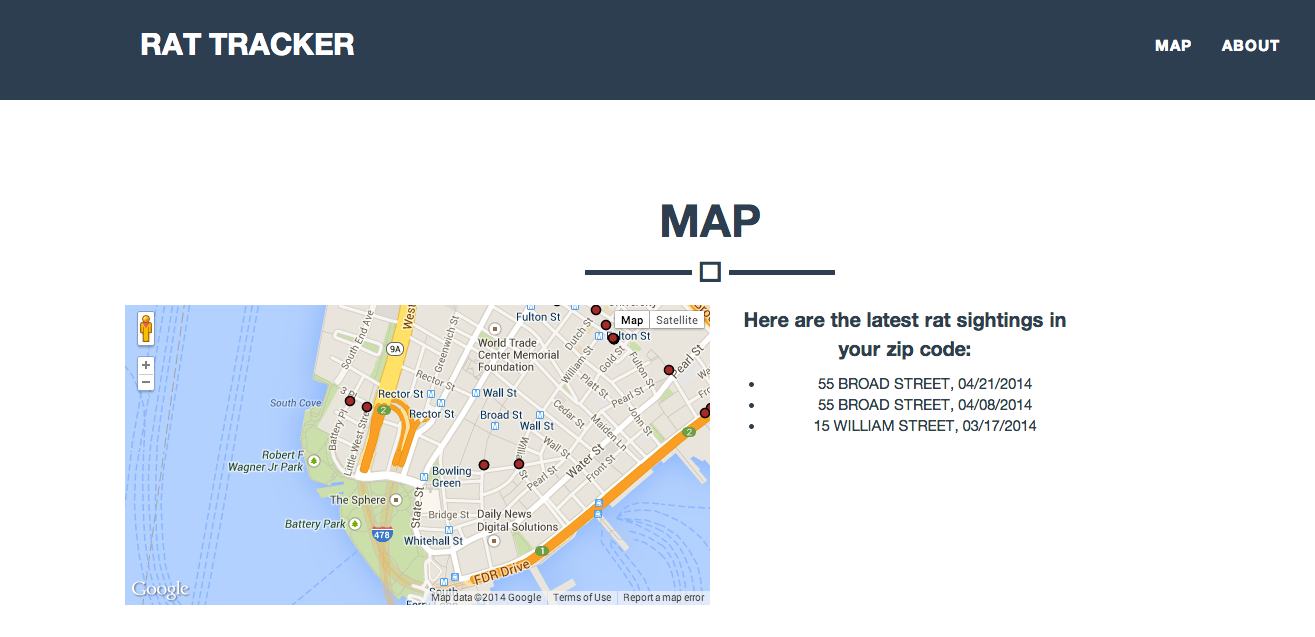 RAT TRACKER
MAP ABOUT
MAP
Here are the latest rat sightings in
your zip code:
• 55 BROAD STREET, 04/21/2014
• 55 BROAD STREET, 04/08/2014
• 15 WILLIAM STREET, 03/17/2014
Map Satellite
Fulton St
Dutch St
World Trade
Center Memorial
Foundation
Greenwich St
South End Ave
West
9A
William St
Gold St
Fulton St
Pearl St
Platt St
Pearl St
Rector St
Rector St
Rector St
Wall St
Broad St
Wall St
Cedar St
Maiden Ln
John St
South Cove
Battery Pl
Little West St
2
2
Wall St
Water St
Front St
Pearl St
Robert F
Wagner Jr Park
Bowling
Green
The Sphere
State St
Bridge St
Daily News
Digital Solutions
Battery Park
478
Whitehall St
1
FDR Drive
South
Google
Map data ©2014 Google Terms of Use Report a map error